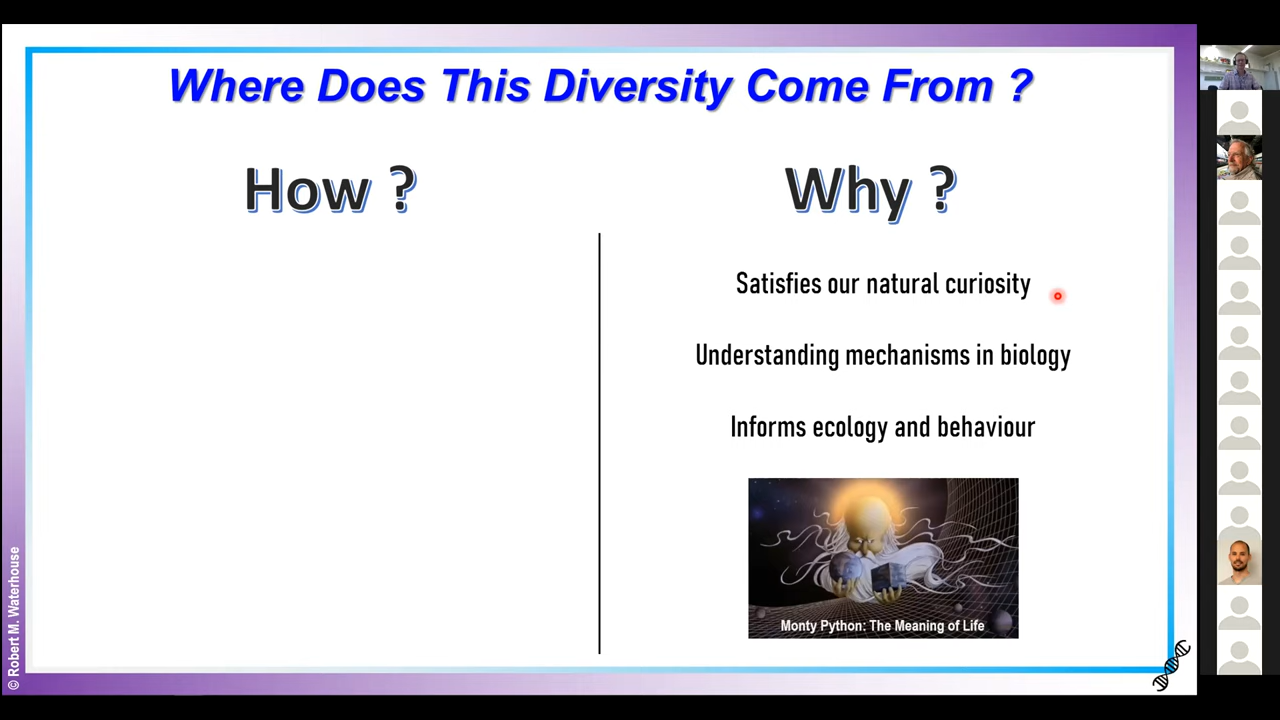 Where Does This Diversity Come From ?
How ?
Why ?
Satisfies our natural curiosity
Understanding mechanisms in biology
Informs ecology and behaviour
Monty Python: The Meaning of Life
© Robert M. Waterhouse